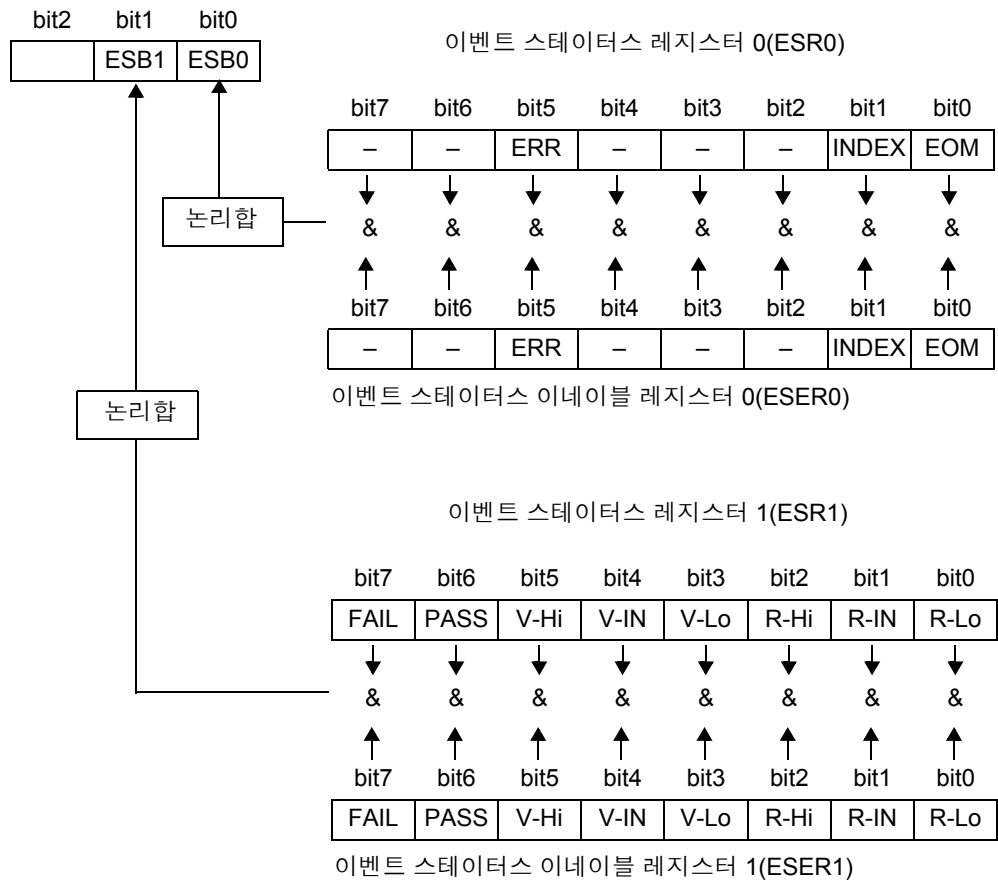 bit2 bit1 bit0
ESB1 ESB0
이벤트 스테이터스 레지스터 0(ESR0)
bit7 bit6 bit5 bit4 bit3 bit2 bit1 bit0
– – ERR – – – INDEX EOM
논리합
& & & & & & & &
bit7 bit6 bit5 bit4 bit3 bit2 bit1 bit0
– – ERR – – – INDEX EOM
이벤트 스테이터스 이네이블 레지스터 0(ESER0)
논리합
이벤트 스테이터스 레지스터 1(ESR1)
bit7 bit6 bit5 bit4 bit3 bit2 bit1 bit0
FAIL PASS V-Hi V-IN V-Lo R-Hi R-IN R-Lo
& & & & & & & &
bit7 bit6 bit5 bit4 bit3 bit2 bit1 bit0
FAIL PASS V-Hi V-IN V-Lo R-Hi R-IN R-Lo
이벤트 스테이터스 이네이블 레지스터 1(ESER1)